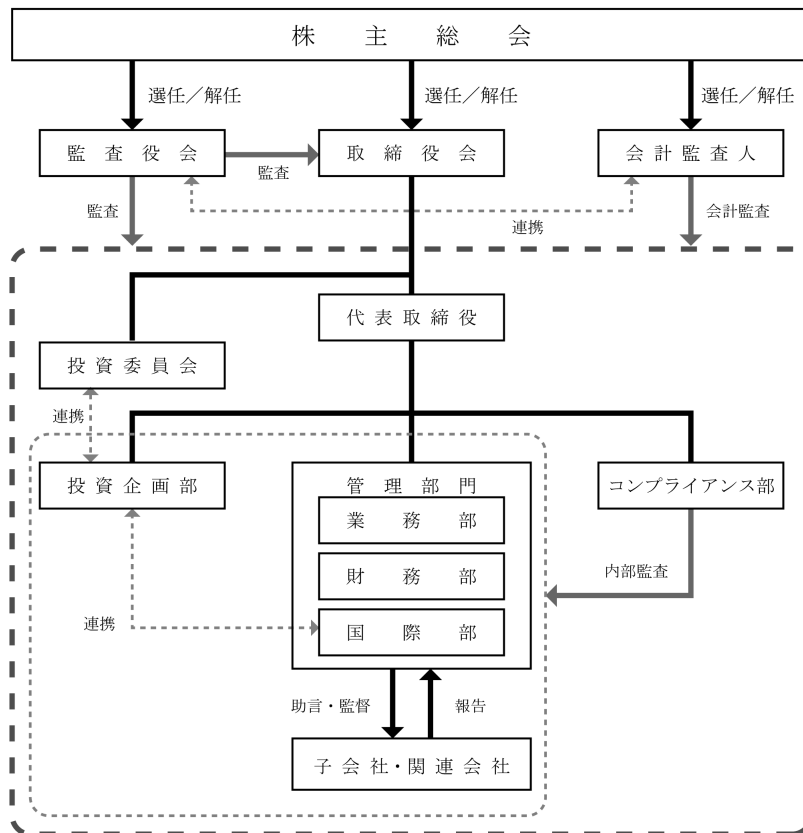 株主総会
選任／解任
選任／解任
選任／解任
監査役会
監査
取締役会
会計監査人
監査
連携
会計監査
代表取締役
投資委員会
連携
投資企画部
管理部門
コンプライアンス部
業務部
財務部
内部監査
連携
国際部
助言・監督
報告
子会社・関連会社